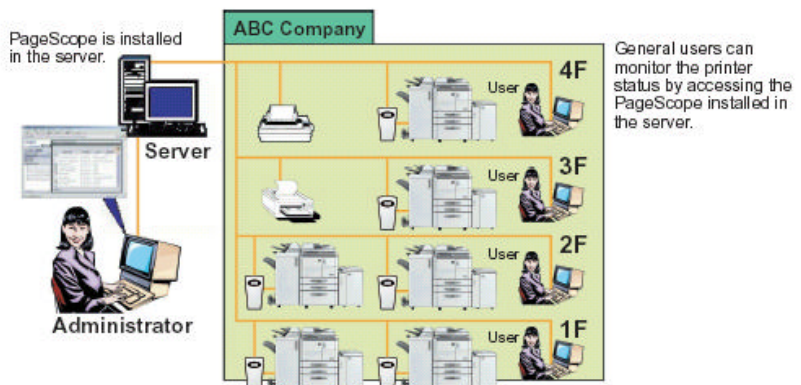 PageScope is installed
in the server.
ABC Company
General users can
monitor the printer
status by accessing the
PageScope installed in
the server.
User
4F
Server
User
3F
User
2F
Administrator
User
1F